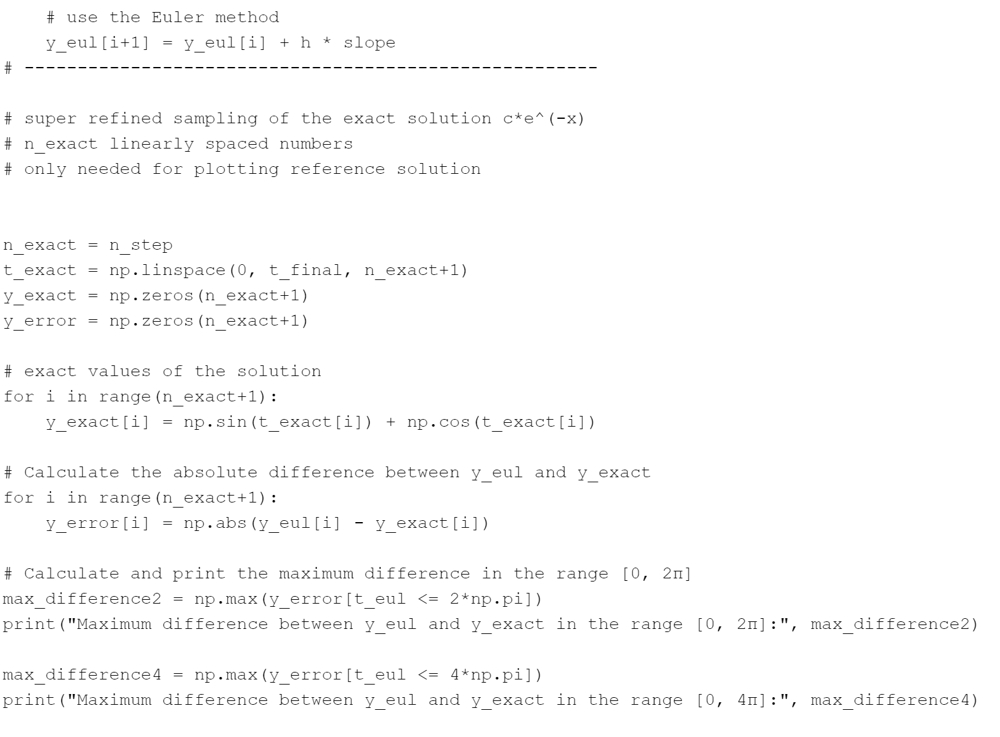 # use the Euler method
    y_eul[i+1] = y_eul[i] + h * slope
# ------------------------------------------------------
# super refined sampling of the exact solution c*e^(-x)
# n_exact linearly spaced numbers
# only needed for plotting reference solution
n_exact = n_step
t_exact = np.linspace(0, t_final, n_exact+1)
y_exact = np.zeros(n_exact+1)
y_error = np.zeros(n_exact+1)
# exact values of the solution
for i in range(n_exact+1):
    y_exact[i] = np.sin(t_exact[i]) + np.cos(t_exact[i])
# Calculate the absolute difference between y_eul and y_exact
for i in range(n_exact+1):
    y_error[i] = np.abs(y_eul[i] - y_exact[i])
# Calculate and print the maximum difference in the range [0, 2π]
max_difference2 = np.max(y_error[t_eul <= 2*np.pi])
print("Maximum difference between y_eul and y_exact in the range [0, 2π]:", max_difference2)
max_difference4 = np.max(y_error[t_eul <= 4*np.pi])
print("Maximum difference between y_eul and y_exact in the range [0, 4π]:", max_difference4)